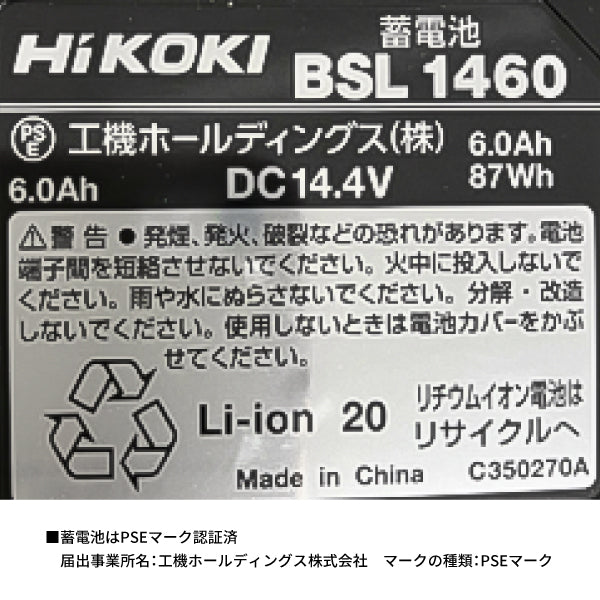 HiKOKI 蓄電池
BSL 1460
PSE 工機ホールディングス(株) 6.0Ah
6.0Ah DC 14.4V 87Wh
⚠警告 ● 発煙、発火、破裂などの恐れがあります。電池
端子間を短絡させないでください。火中に投入しないで
ください。雨や水にぬらさないでください。分解・改造
しないでください。使用しないときは電池カバーをかぶ
せてください。
Li-ion 20 リチウムイオン電池は
リサイクルへ
Made in China C350270A
■蓄電池はPSEマーク認証済
届出事業所名：工機ホールディングス株式会社 マークの種類：PSEマーク